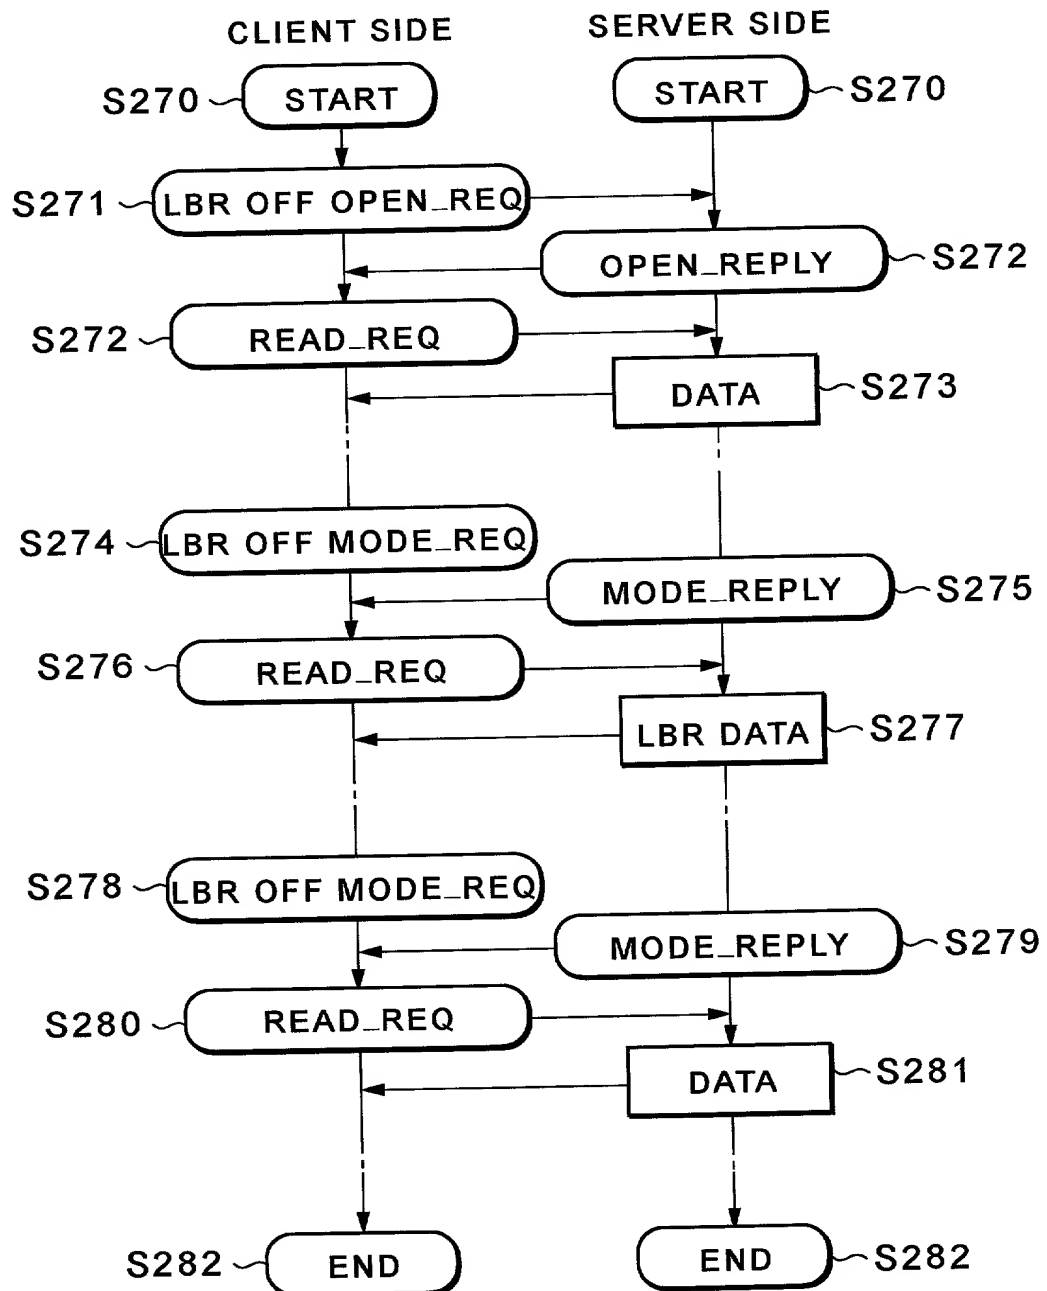 CLIENT SIDE
SERVER SIDE
S270
START
START
S270
S271
LBR OFF OPEN_REQ
OPEN_REPLY
S272
S272
READ_REQ
DATA
S273
S274
LBR OFF MODE_REQ
MODE_REPLY
S275
S276
READ_REQ
LBR DATA
S277
S278
LBR OFF MODE_REQ
MODE_REPLY
S279
S280
READ_REQ
DATA
S281
S282
END
END
S282